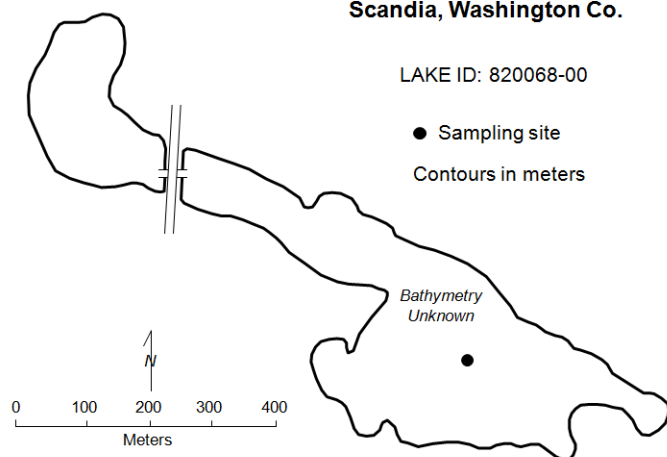 Scandia, Washington Co.
LAKE ID: 820068-00
Sampling site
Contours in meters
Bathymetry
Unknown
N
0 100 200 300 400
Meters